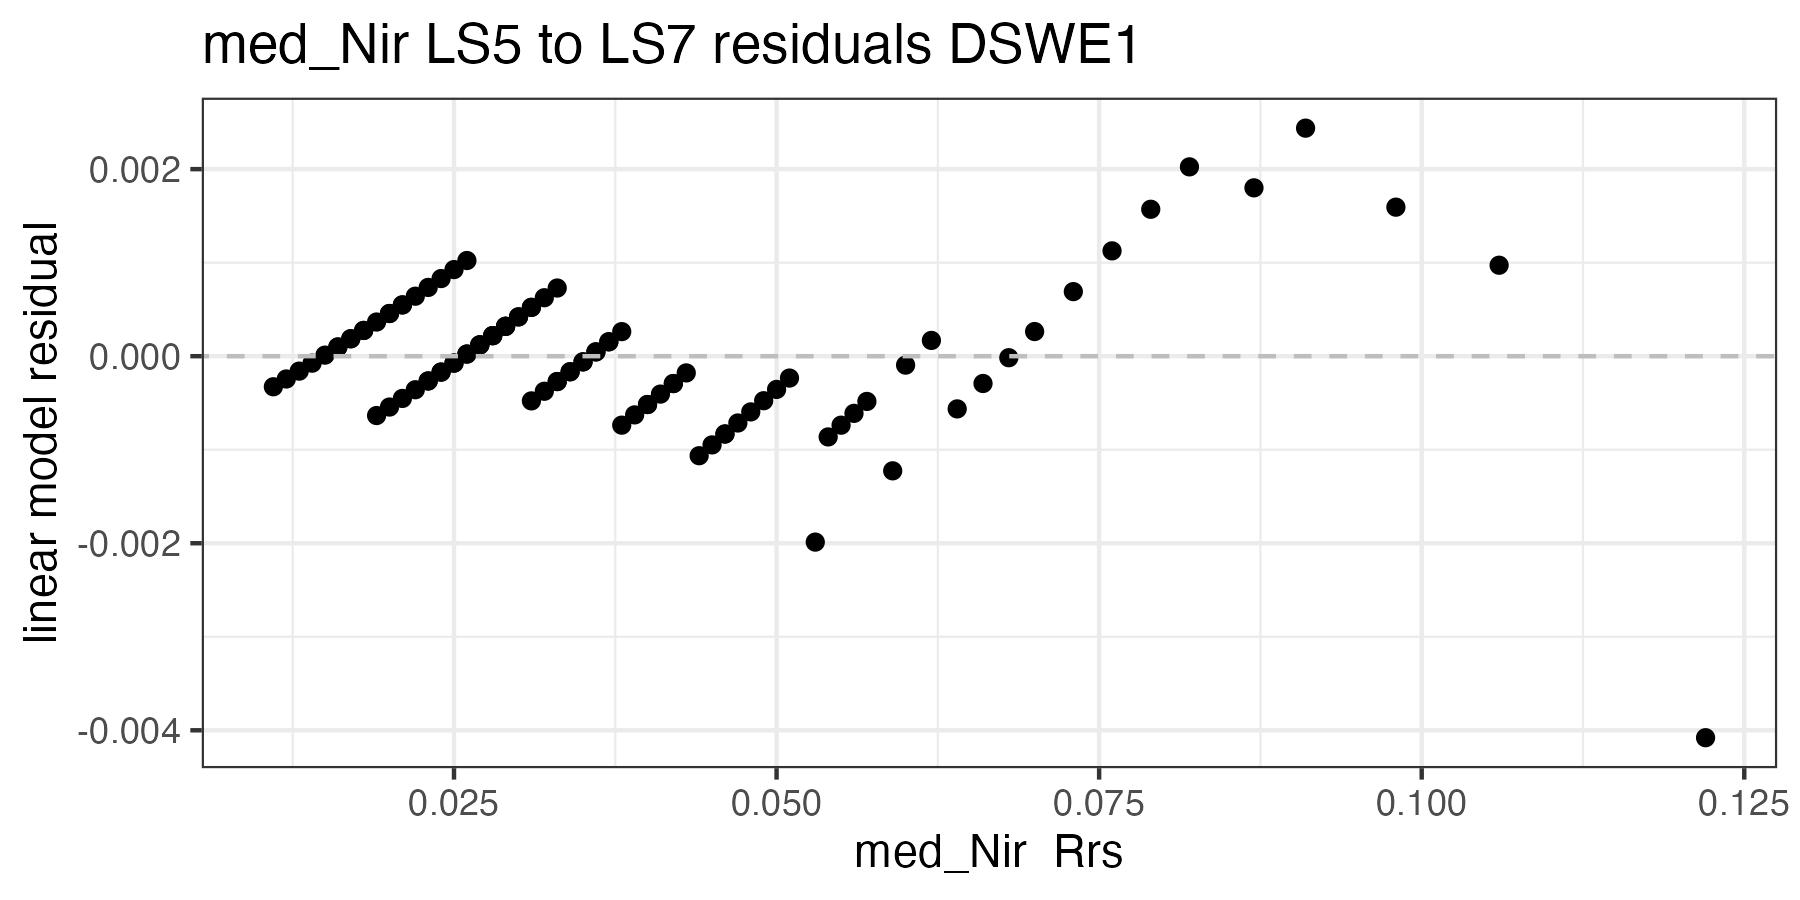 med_Nir LS5 to LS7 residuals DSWE1
0.002
0.000
-0.002
-0.004
linear model residual
0.025 0.050 0.075 0.100 0.125
med_Nir  Rrs